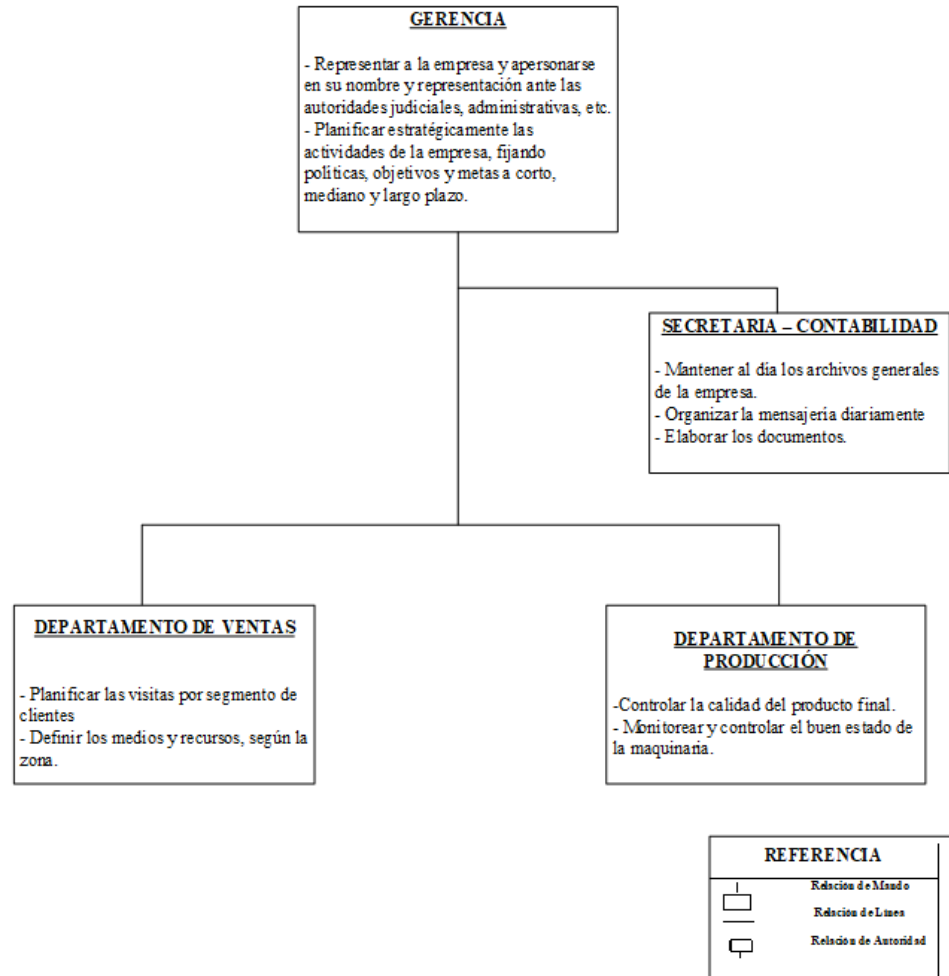 GERENCIA
- Representar a la empresa y apersonarse
en su nombre y representación ante las
autoridades judiciales, administrativas, etc.
- Planificar estratégicamente las
actividades de la empresa, fijando
políticas, objetivos y metas a corto,
mediano y largo plazo.
SECRETARIA – CONTABILIDAD
- Mantener al día los archivos generales
de la empresa.
- Organizar la mensajería diariamente
- Elaborar los documentos.
DEPARTAMENTO DE VENTAS
- Planificar las visitas por segmento de
clientes
- Definir los medios y recursos, según la
zona.
DEPARTAMENTO DE
PRODUCCIÓN
-Controlar la calidad del producto final.
- Monitorear y controlar el buen estado de
la maquinaria.
REFERENCIA
Relación de Mando
Relación de Linea
Relación de Autoridad